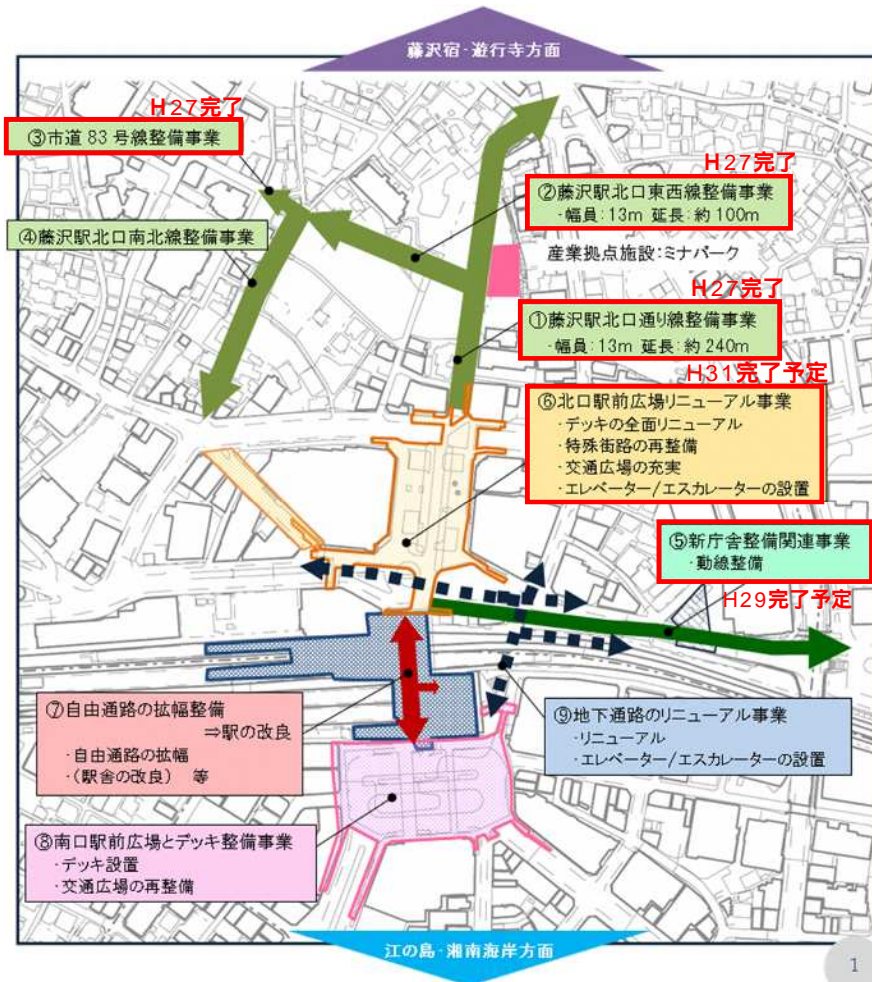 藤沢宿・遊行寺方面
H27完了
③市道83号線整備事業
H27完了
②藤沢駅北口東西線整備事業
・幅員:13m 延長:約100m
④藤沢駅北口南北線整備事業
産業拠点施設:ミナパーク
H27完了
①藤沢駅北口通り線整備事業
・幅員:13m 延長:約240m
H31完了予定
⑥北口駅前広場リニューアル事業
・デッキの全面リニューアル
・特殊街路の再整備
・交通広場の充実
・エレベーター/エスカレーターの設置
⑤新庁舎整備関連事業
・動線整備
H29完了予定
⑦自由通路の拡幅整備
⇒駅の改良
・自由通路の拡幅
・(駅舎の改良) 等
⑨地下通路のリニューアル事業
・リニューアル
・エレベーター/エスカレーターの設置
⑧南口駅前広場とデッキ整備事業
・デッキ設置
・交通広場の再整備
江の島・湘南海岸方面
1